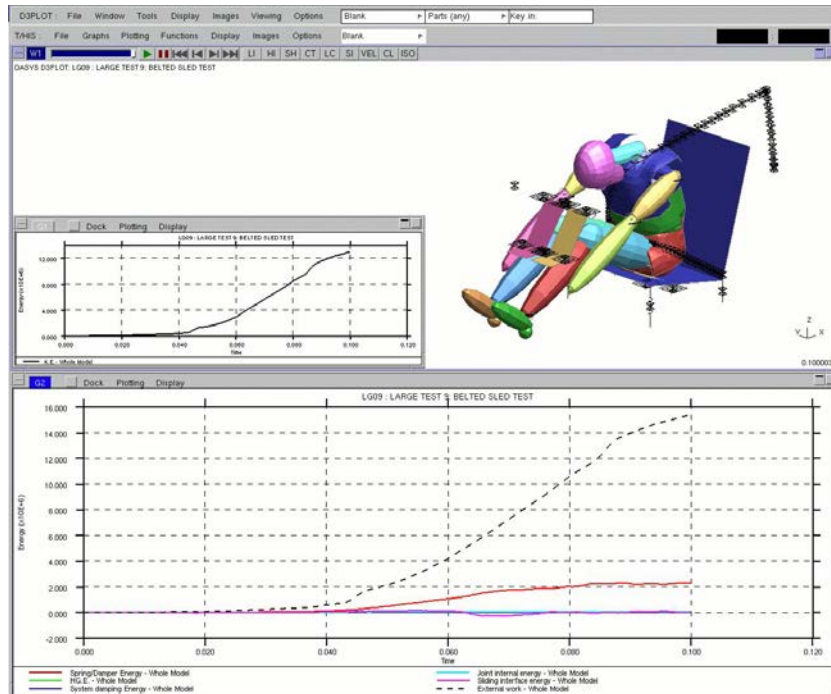 D3PLOT : File Window Tools Display Images Viewing Options Blank Parts (any) Key in:
T/HIS : File Graphs Plotting Functions Display Images Options Blank :
W1 LI HI SH CT LC SI VEL CL ISO
OASYS D3PLOT: LG09 : LARGE TEST 9: BELTED SLED TEST
Dock Plotting Display
LG09 : LARGE TEST 9: BELTED SLED TEST
12.000
8.000
4.000
0.000
Energy (x10E+6)
0.000 0.020 0.040 0.060 0.080 0.100 0.120
Time
K.E. - Whole Model
Z
Y X
0.100003
G2 Dock Plotting Display
LG09 : LARGE TEST 9: BELTED SLED TEST
16.000
14.000
12.000
10.000
8.000
6.000
4.000
2.000
0.000
-2.000
Energy (x10E+6)
0.000 0.020 0.040 0.060 0.080 0.100 0.120
Time
Spring/Damper Energy - Whole Model Joint internal energy - Whole Model
HG.E. - Whole Model Sliding interface energy - Whole Model
System damping Energy - Whole Model External work - Whole Model